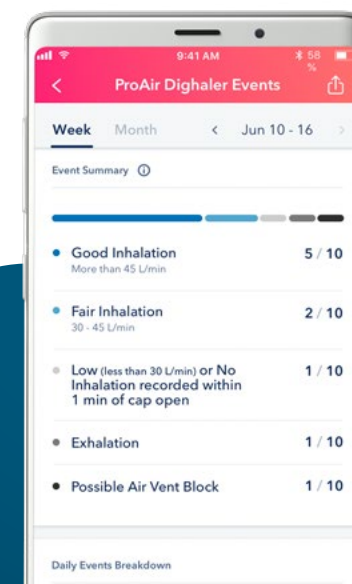 9:41 AM
58
%
ProAir Dighaler Events
Week Month < Jun 10 - 16 >
Event Summary ⓘ
Good Inhalation 5 / 10
More than 45 L/min
Fair Inhalation 2 / 10
30 - 45 L/min
Low (less than 30 L/min) or No 1 / 10
Inhalation recorded within
1 min of cap open
Exhalation 1 / 10
Possible Air Vent Block 1 / 10
Daily Events Breakdown